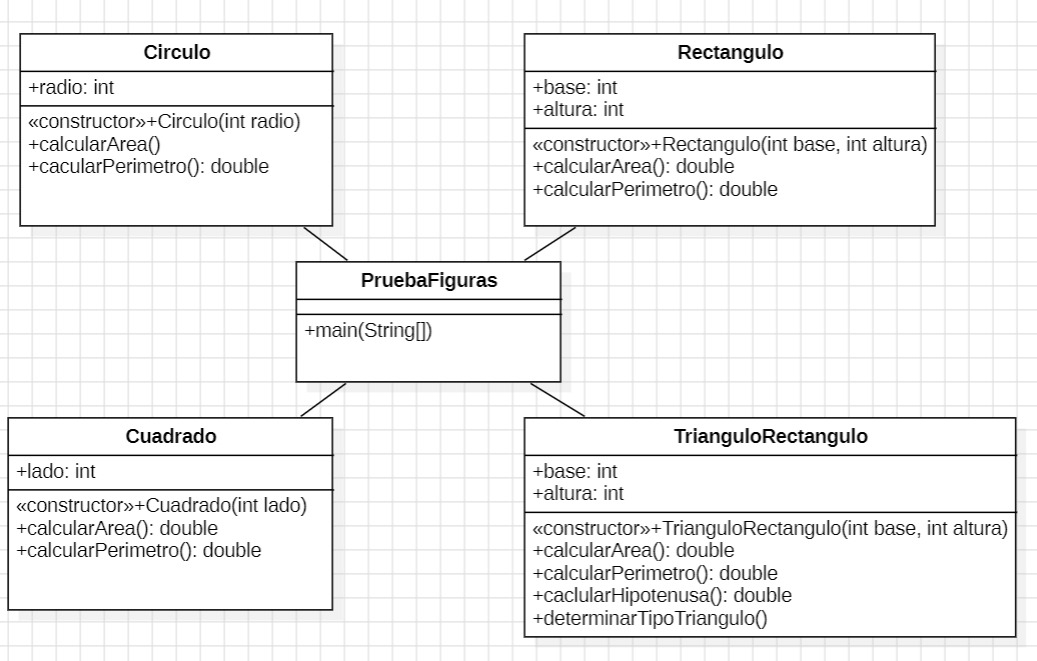 Circulo
+radio: int
«constructor»+Circulo(int radio)
+calcularArea()
+cacularPerimetro(): double
Rectangulo
+base: int
+altura: int
«constructor»+Rectangulo(int base, int altura)
+calcularArea(): double
+calcularPerimetro(): double
PruebaFiguras
+main(String[])
Cuadrado
+lado: int
«constructor»+Cuadrado(int lado)
+calcularArea(): double
+calcularPerimetro(): double
TrianguloRectangulo
+base: int
+altura: int
«constructor»+TrianguloRectangulo(int base, int altura)
+calcularArea(): double
+calcularPerimetro(): double
+caclularHipotenusa(): double
+determinarTipoTriangulo()